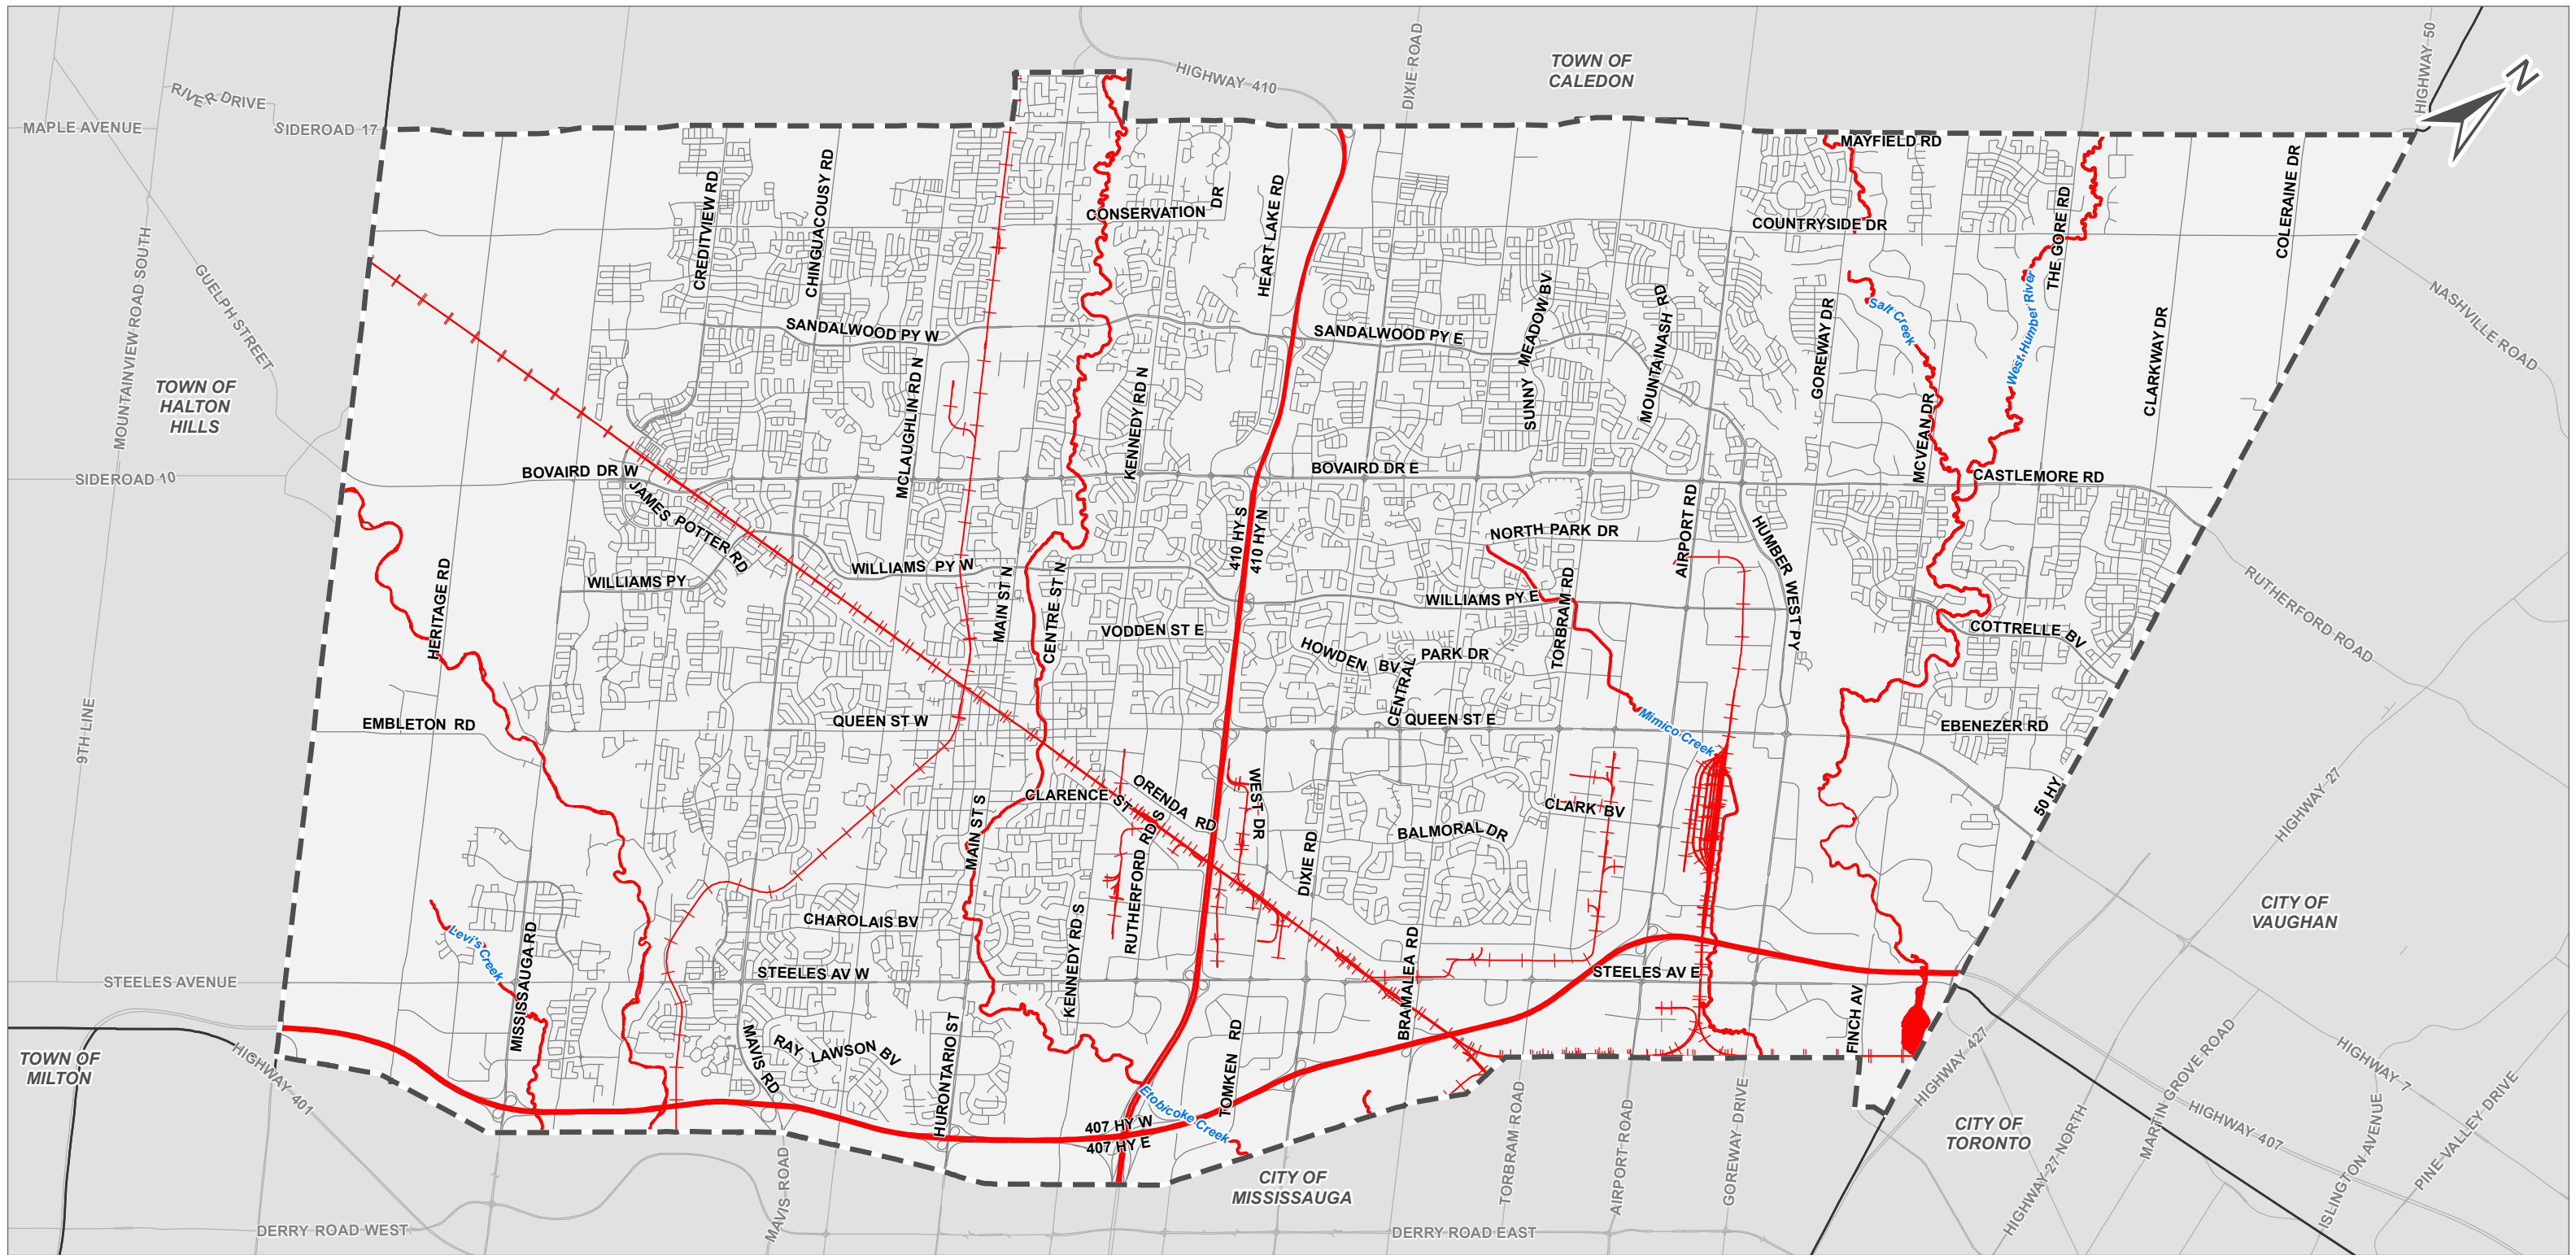 HIGHWAY 50
DIXIE ROAD
TOWN OF
CALEDON
HIGHWAY 410
N
RIVER DRIVE
MAPLE AVENUE
SIDEROAD 17
MAYFIELD RD
CREDITVIEW RD
CHINGUACOUSY RD
CONSERVATION DR
HEART LAKE RD
COUNTRYSIDE DR
THE GORE RD
COLERAINE DR
MOUNTAINVIEW ROAD SOUTH
GUELPH STREET
SANDALWOOD PY W
SANDALWOOD PY E
SUNNY MEADOW BV
MOUNTAINASH RD
GOREWAY DR
Salt Creek
West Humber River
CLARKWAY DR
NASHVILLE ROAD
TOWN OF
HALTON
HILLS
MCLAUGHLIN RD N
KENNEDY RD N
MCVEAN DR
SIDEROAD 10
BOVAIRD DR W
BOVAIRD DR E
CASTLEMORE RD
JAMES POTTER RD
410 HY S
410 HY N
NORTH PARK DR
AIRPORT RD
HUMBER WEST PY
HERITAGE RD
WILLIAMS PY
WILLIAMS PY W
MAIN ST N
CENTRE ST N
WILLIAMS PY E
TORBRAM RD
RUTHERFORD ROAD
VODDEN ST E
HOWDEN BV
CENTRAL PARK DR
COTTRELLE BV
9TH LINE
EMBLETON RD
QUEEN ST W
QUEEN ST E
Mimico Creek
EBENEZER RD
CLARENCE ST
ORENDA RD
WEST DR
CLARK BV
50 HY
HIGHWAY 27
MAIN ST S
RUTHERFORD RD S
DIXIE RD
BALMORAL DR
CHAROLAIS BV
CITY OF
VAUGHAN
Levi's Creek
MISSISSAUGA RD
KENNEDY RD S
BRAMALEA RD
STEELES AVENUE
STEELES AV W
STEELES AV E
FINCH AV
TOWN OF
MILTON
HIGHWAY 401
MAVIS RD
RAY LAWSON BV
HURONTARIO ST
TOMKEN RD
Etobicoke Creek
407 HY W
407 HY E
HIGHWAY 427
MARTIN GROVE ROAD
HIGHWAY 7
HIGHWAY 407
PINE VALLEY DRIVE
ISLINGTON AVENUE
HIGHWAY 27 NORTH
CITY OF
TORONTO
CITY OF
MISSISSAUGA
TORBRAM ROAD
AIRPORT ROAD
GOREWAY DRIVE
MAVIS ROAD
DERRY ROAD WEST
DERRY ROAD EAST